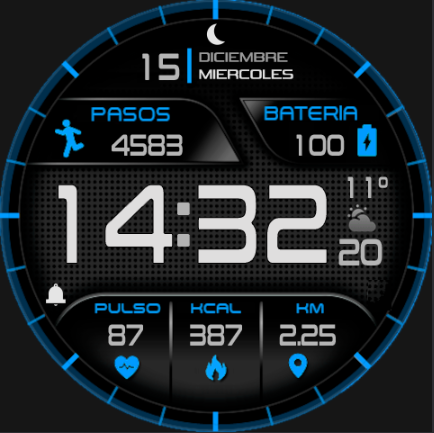 15 DICIEMBRE
MIERCOLES
PASOS BATERIA
4583 100
14:32 11°
20
PULSO KCAL KM
87 387 2.25